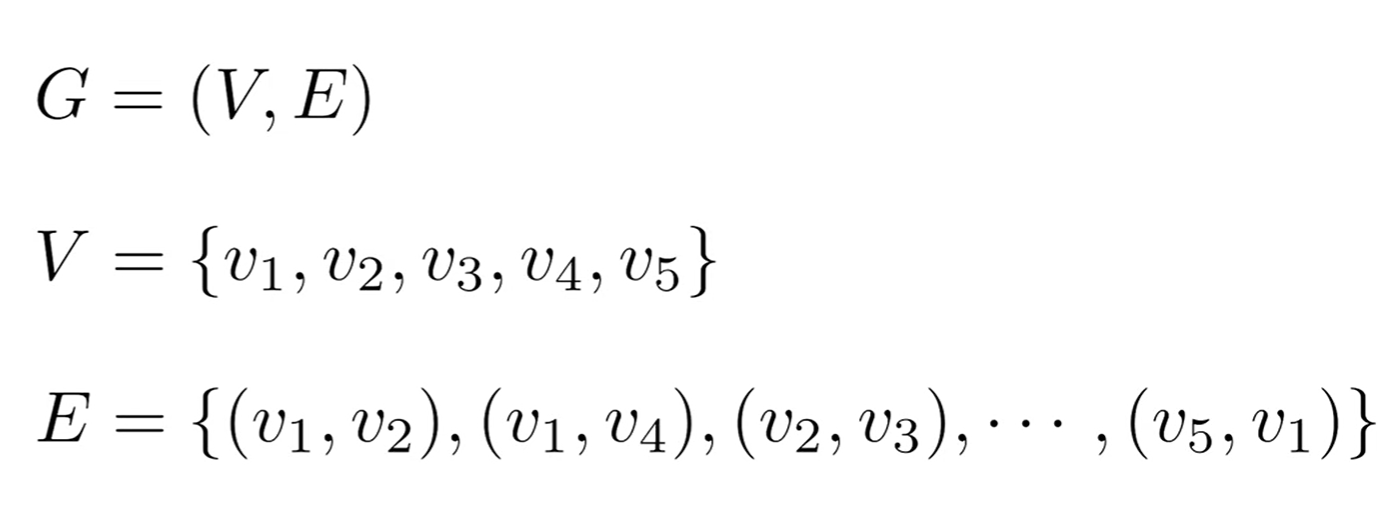 G = (V, E)
V = {v₁, v₂, v₃, v₄, v₅}
E = {(v₁, v₂), (v₁, v₄), (v₂, v₃), ⋯ , (v₅, v₁)}